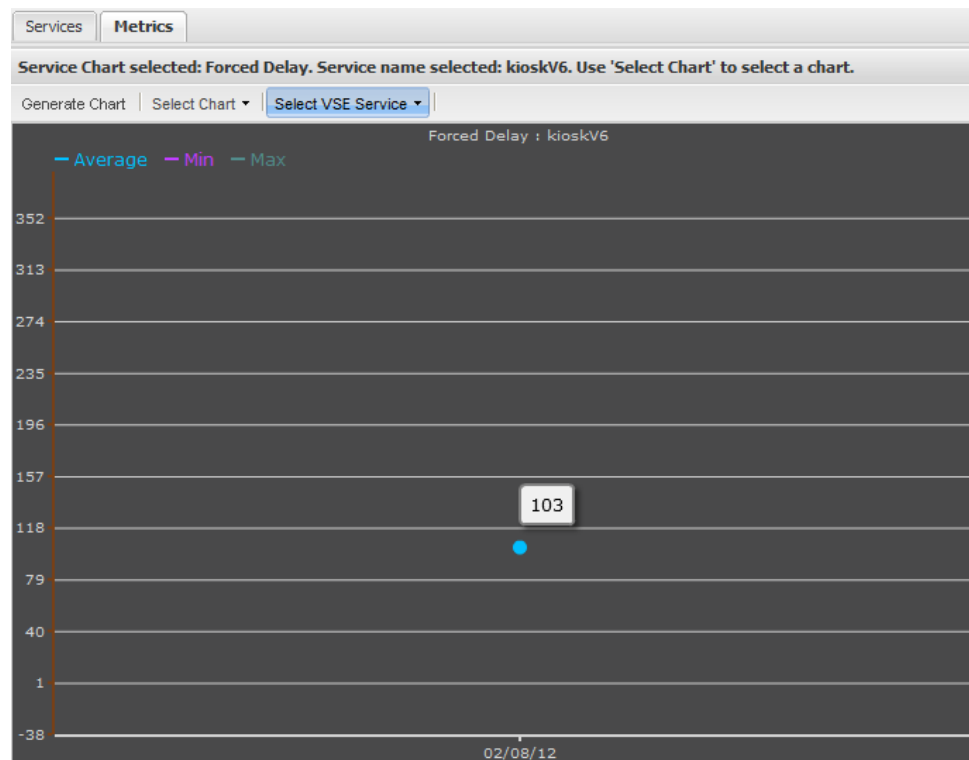 Services Metrics
Service Chart selected: Forced Delay. Service name selected: kioskV6. Use 'Select Chart' to select a chart.
Generate Chart Select Chart Select VSE Service
Forced Delay : kioskV6
Average Min Max
352
313
274
235
196
157
103
118
79
40
1
-38
02/08/12